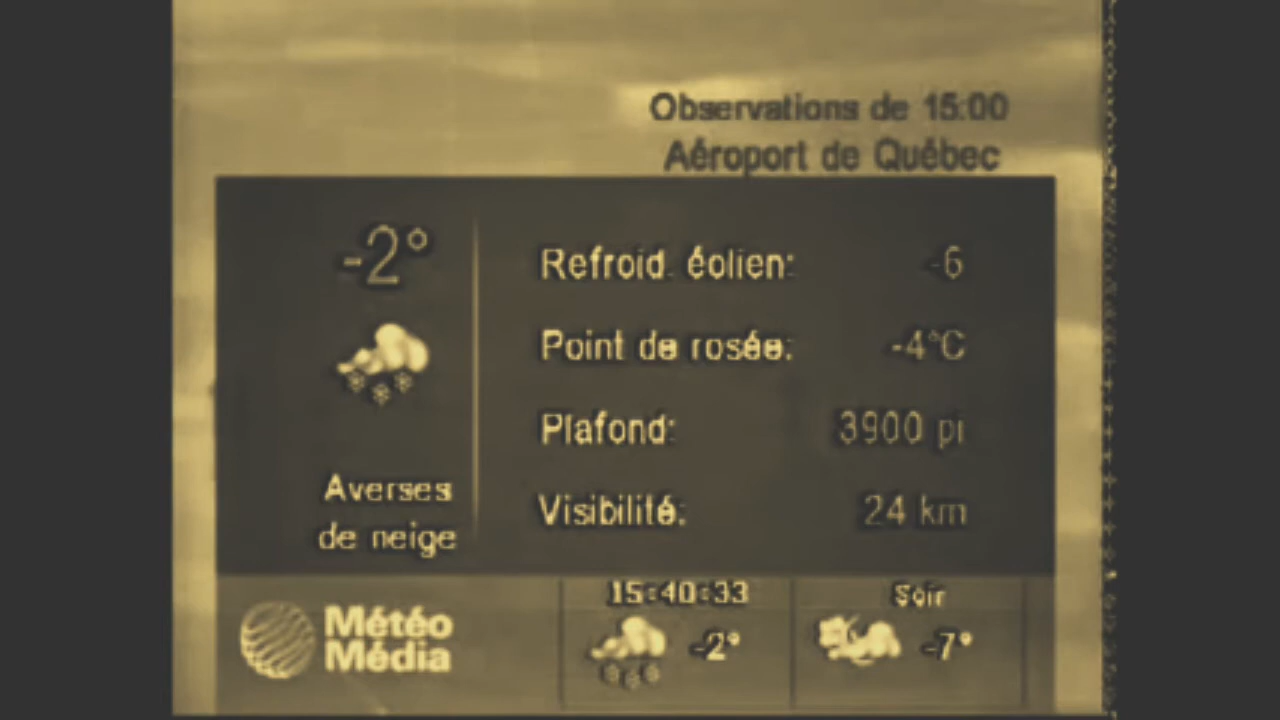 Observations de 15:00
Aéroport de Québec
-2°
Refroid. éolien: -6
Point de rosée: -4°C
Plafond: 3900 pi
Visibilité: 24 km
Averses
de neige
Météo
Média
15:40:33
-2°
Soir
-7°